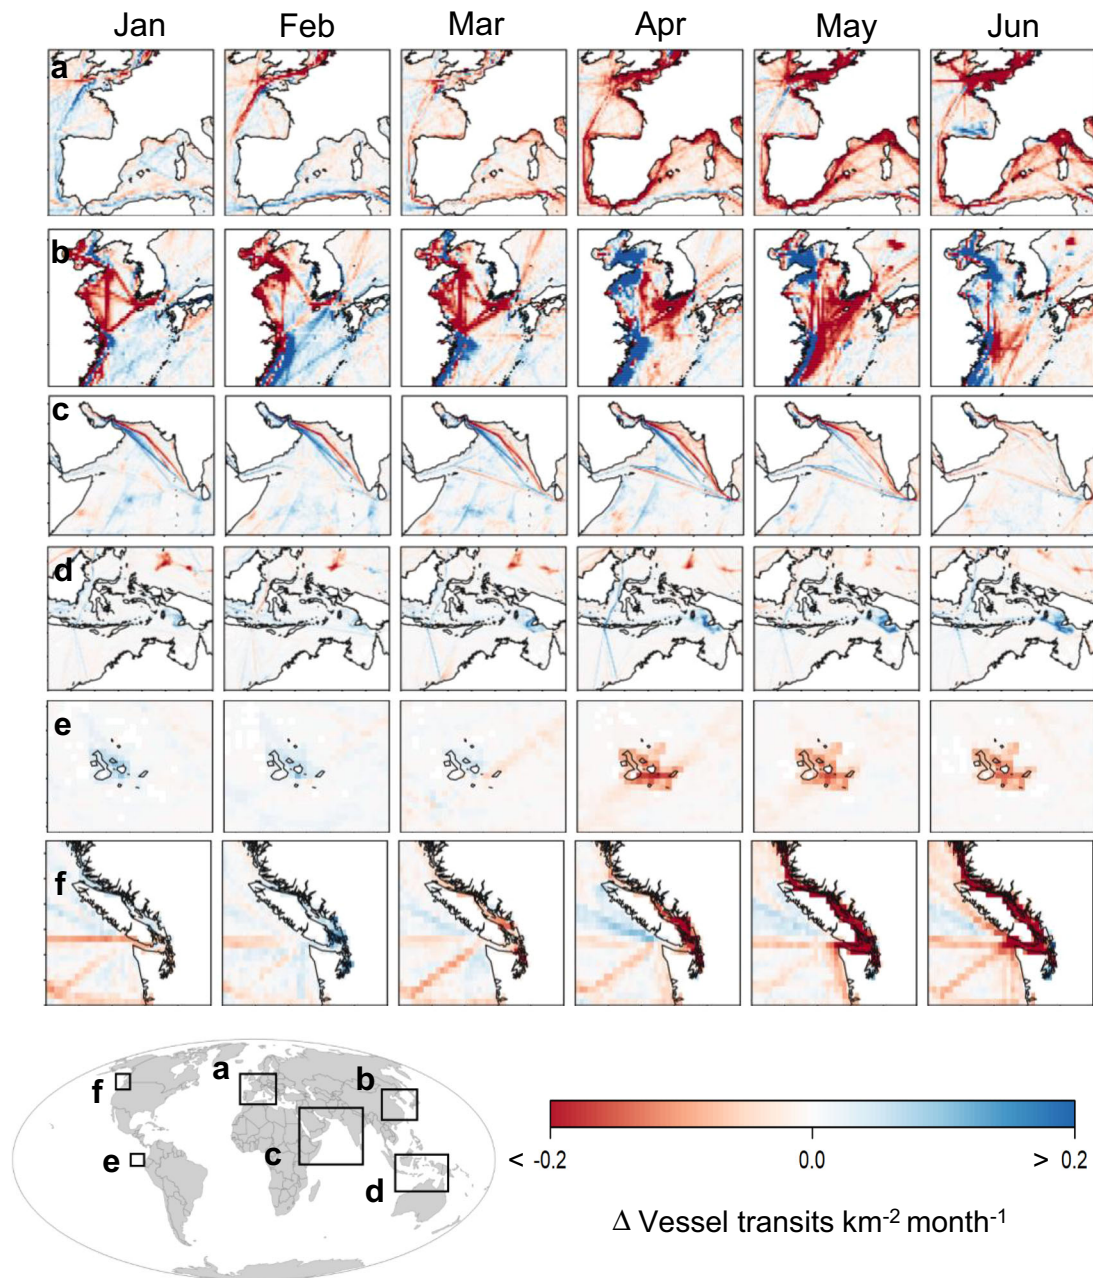 Jan Feb Mar Apr May Jun
a
b
c
d
e
f
f a b
e c d
< -0.2 0.0 > 0.2
Δ Vessel transits km⁻² month⁻¹